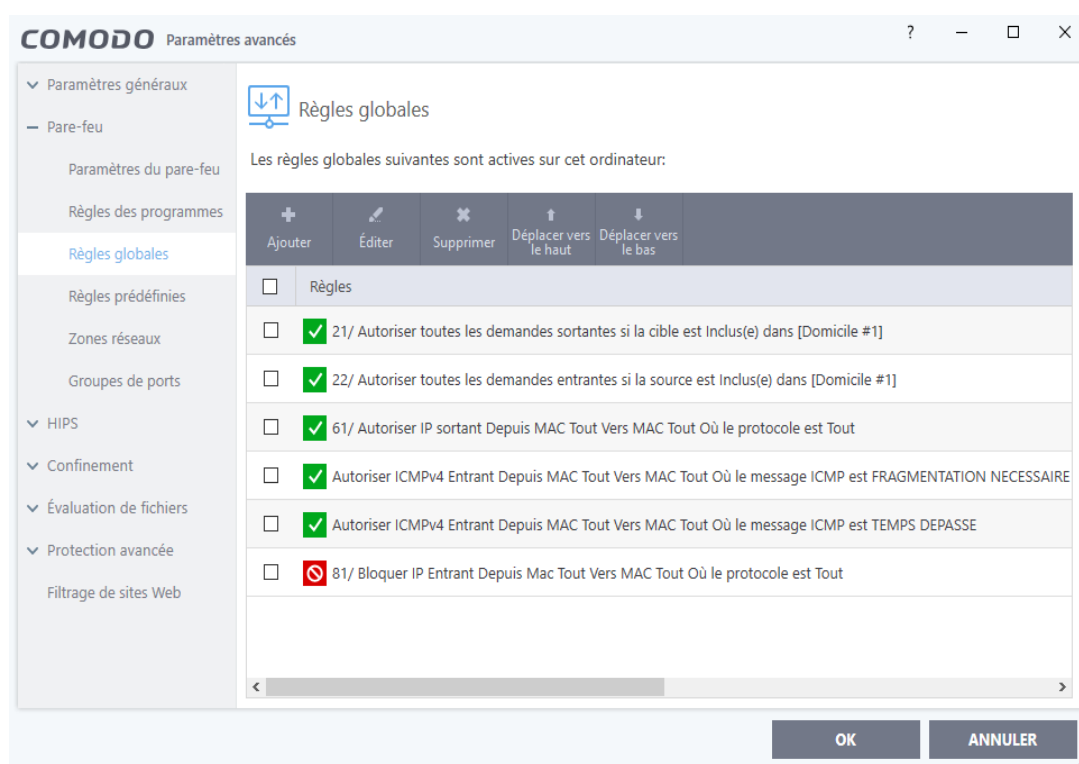 COMODO Paramètres avancés
?
Paramètres généraux
Pare-feu
Paramètres du pare-feu
Règles des programmes
Règles globales
Règles prédéfinies
Zones réseaux
Groupes de ports
HIPS
Confinement
Évaluation de fichiers
Protection avancée
Filtrage de sites Web
Règles globales
Les règles globales suivantes sont actives sur cet ordinateur:
Ajouter
Éditer
Supprimer
Déplacer vers
le haut
Déplacer vers
le bas
Règles
21/ Autoriser toutes les demandes sortantes si la cible est Inclus(e) dans [Domicile #1]
22/ Autoriser toutes les demandes entrantes si la source est Inclus(e) dans [Domicile #1]
61/ Autoriser IP sortant Depuis MAC Tout Vers MAC Tout Où le protocole est Tout
Autoriser ICMPv4 Entrant Depuis MAC Tout Vers MAC Tout Où le message ICMP est FRAGMENTATION NECESSAIRE
Autoriser ICMPv4 Entrant Depuis MAC Tout Vers MAC Tout Où le message ICMP est TEMPS DEPASSE
81/ Bloquer IP Entrant Depuis Mac Tout Vers MAC Tout Où le protocole est Tout
OK
ANNULER